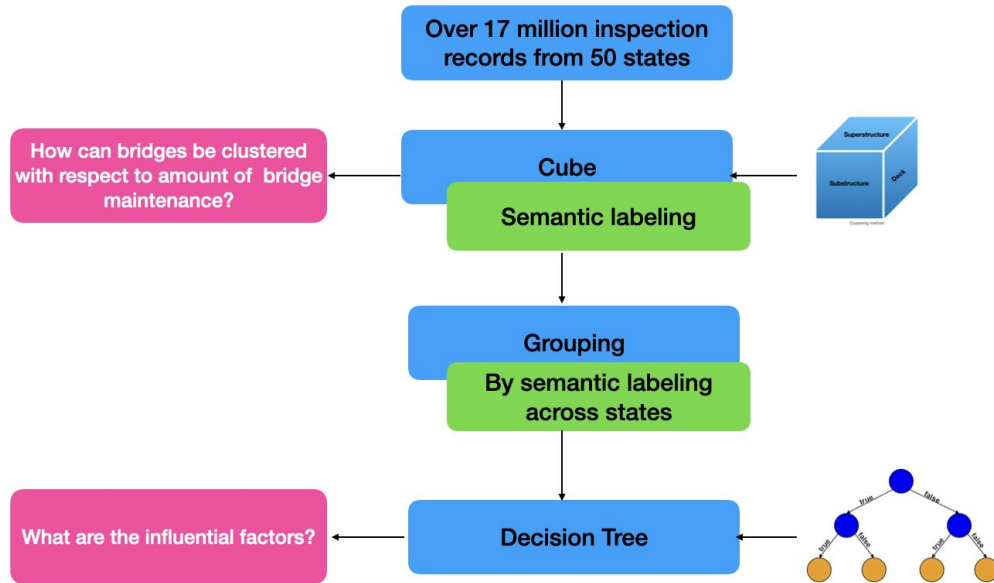 Over 17 million inspection
records from 50 states
How can bridges be clustered
with respect to amount of bridge
maintenance?
Cube
Semantic labeling
Superstructure
Substructure
Deck
Clustering method
Grouping
By semantic labeling
across states
What are the influential factors?
Decision Tree
true
false
true
false
true
false